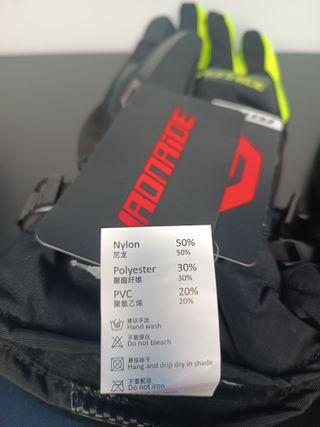 IRONRiDE
Nylon 50%
尼龙 50%
Polyester 30%
聚酯纤维 30%
PVC 20%
聚氯乙烯 20%
建议手洗
Hand wash
不要漂白
Do not bleach
悬挂晾干
Hang and drip dry in shade
不要熨烫
Do not iron